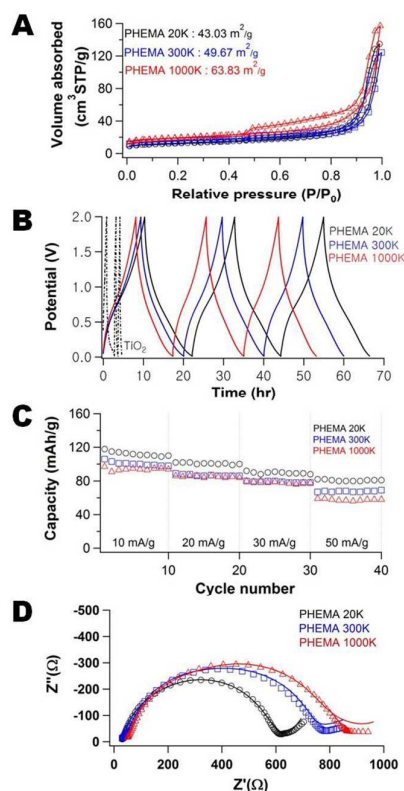 A
PHEMA 20K : 43.03 m²/g
PHEMA 300K : 49.67 m²/g
PHEMA 1000K : 63.83 m²/g
Volume absorbed
(cm³STP/g)
160
120
80
40
0
0.0 0.2 0.4 0.6 0.8 1.0
Relative pressure (P/P₀)
B
PHEMA 20K
PHEMA 300K
PHEMA 1000K
TiO₂
Potential (V)
2.0
1.5
1.0
0.5
0.0
0 10 20 30 40 50 60 70
Time (hr)
C
PHEMA 20K
PHEMA 300K
PHEMA 1000K
Capacity (mAh/g)
160
120
80
40
0
10 mA/g 20 mA/g 30 mA/g 50 mA/g
0 10 20 30 40
Cycle number
D
PHEMA 20K
PHEMA 300K
PHEMA 1000K
Z''(Ω)
-500
-400
-300
-200
-100
0
0 200 400 600 800 1000
Z'(Ω)